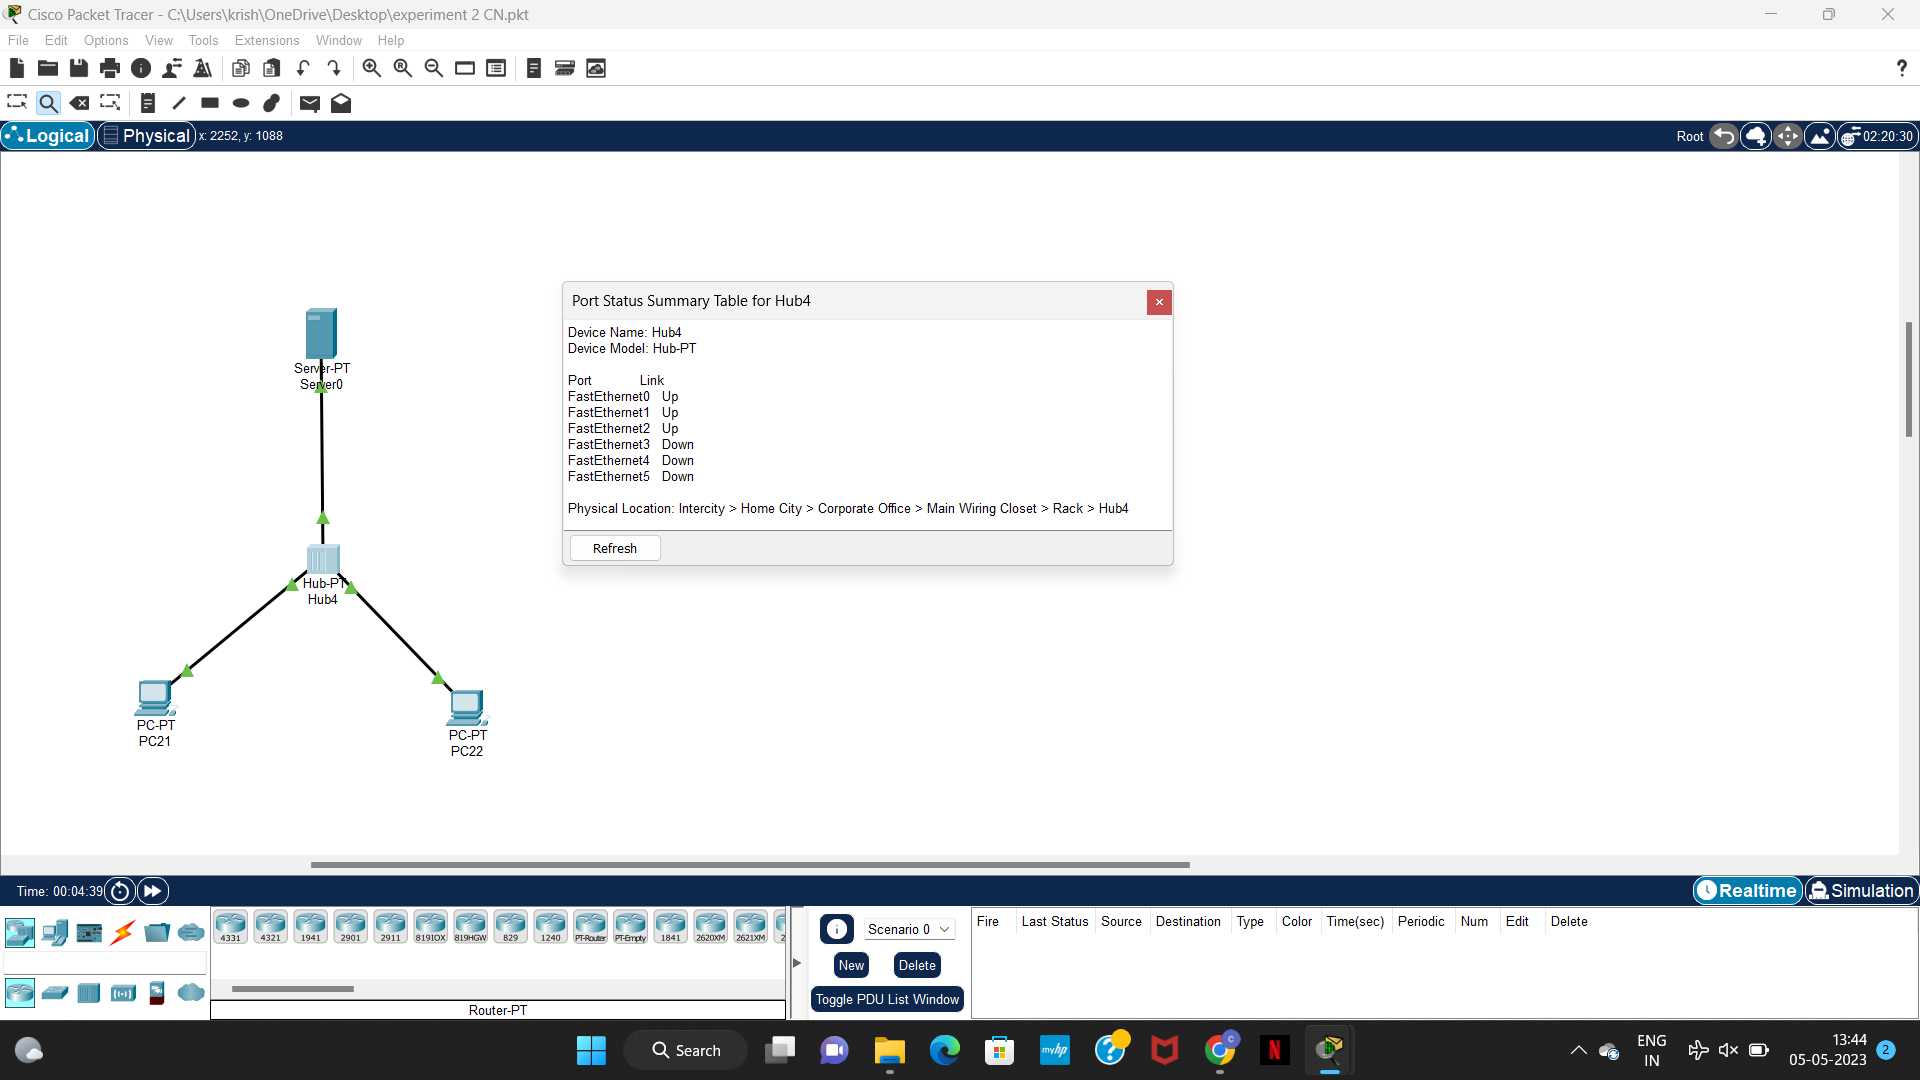 Cisco Packet Tracer - C:\Users\krish\OneDrive\Desktop\experiment 2 CN.pkt
File Edit Options View Tools Extensions Window Help
?
Logical Physical x: 2252, y: 1088 Root 02:20:30
Port Status Summary Table for Hub4
Device Name: Hub4
Device Model: Hub-PT
Port Link
FastEthernet0 Up
FastEthernet1 Up
FastEthernet2 Up
FastEthernet3 Down
FastEthernet4 Down
FastEthernet5 Down
Physical Location: Intercity > Home City > Corporate Office > Main Wiring Closet > Rack > Hub4
Refresh
Server-PT
Server0
Hub-PT
Hub4
PC-PT
PC21
PC-PT
PC22
Time: 00:04:39 Realtime Simulation
4331 4321 1941 2901 2911 819IOX 819HGW 829 1240 PT-Router PT-Empty 1841 2620XM 2621XM 2
Router-PT
Scenario 0
New Delete
Toggle PDU List Window
Fire Last Status Source Destination Type Color Time(sec) Periodic Num Edit Delete
Search
myhp
?
C
N
ENG
IN
13:44
05-05-2023
2